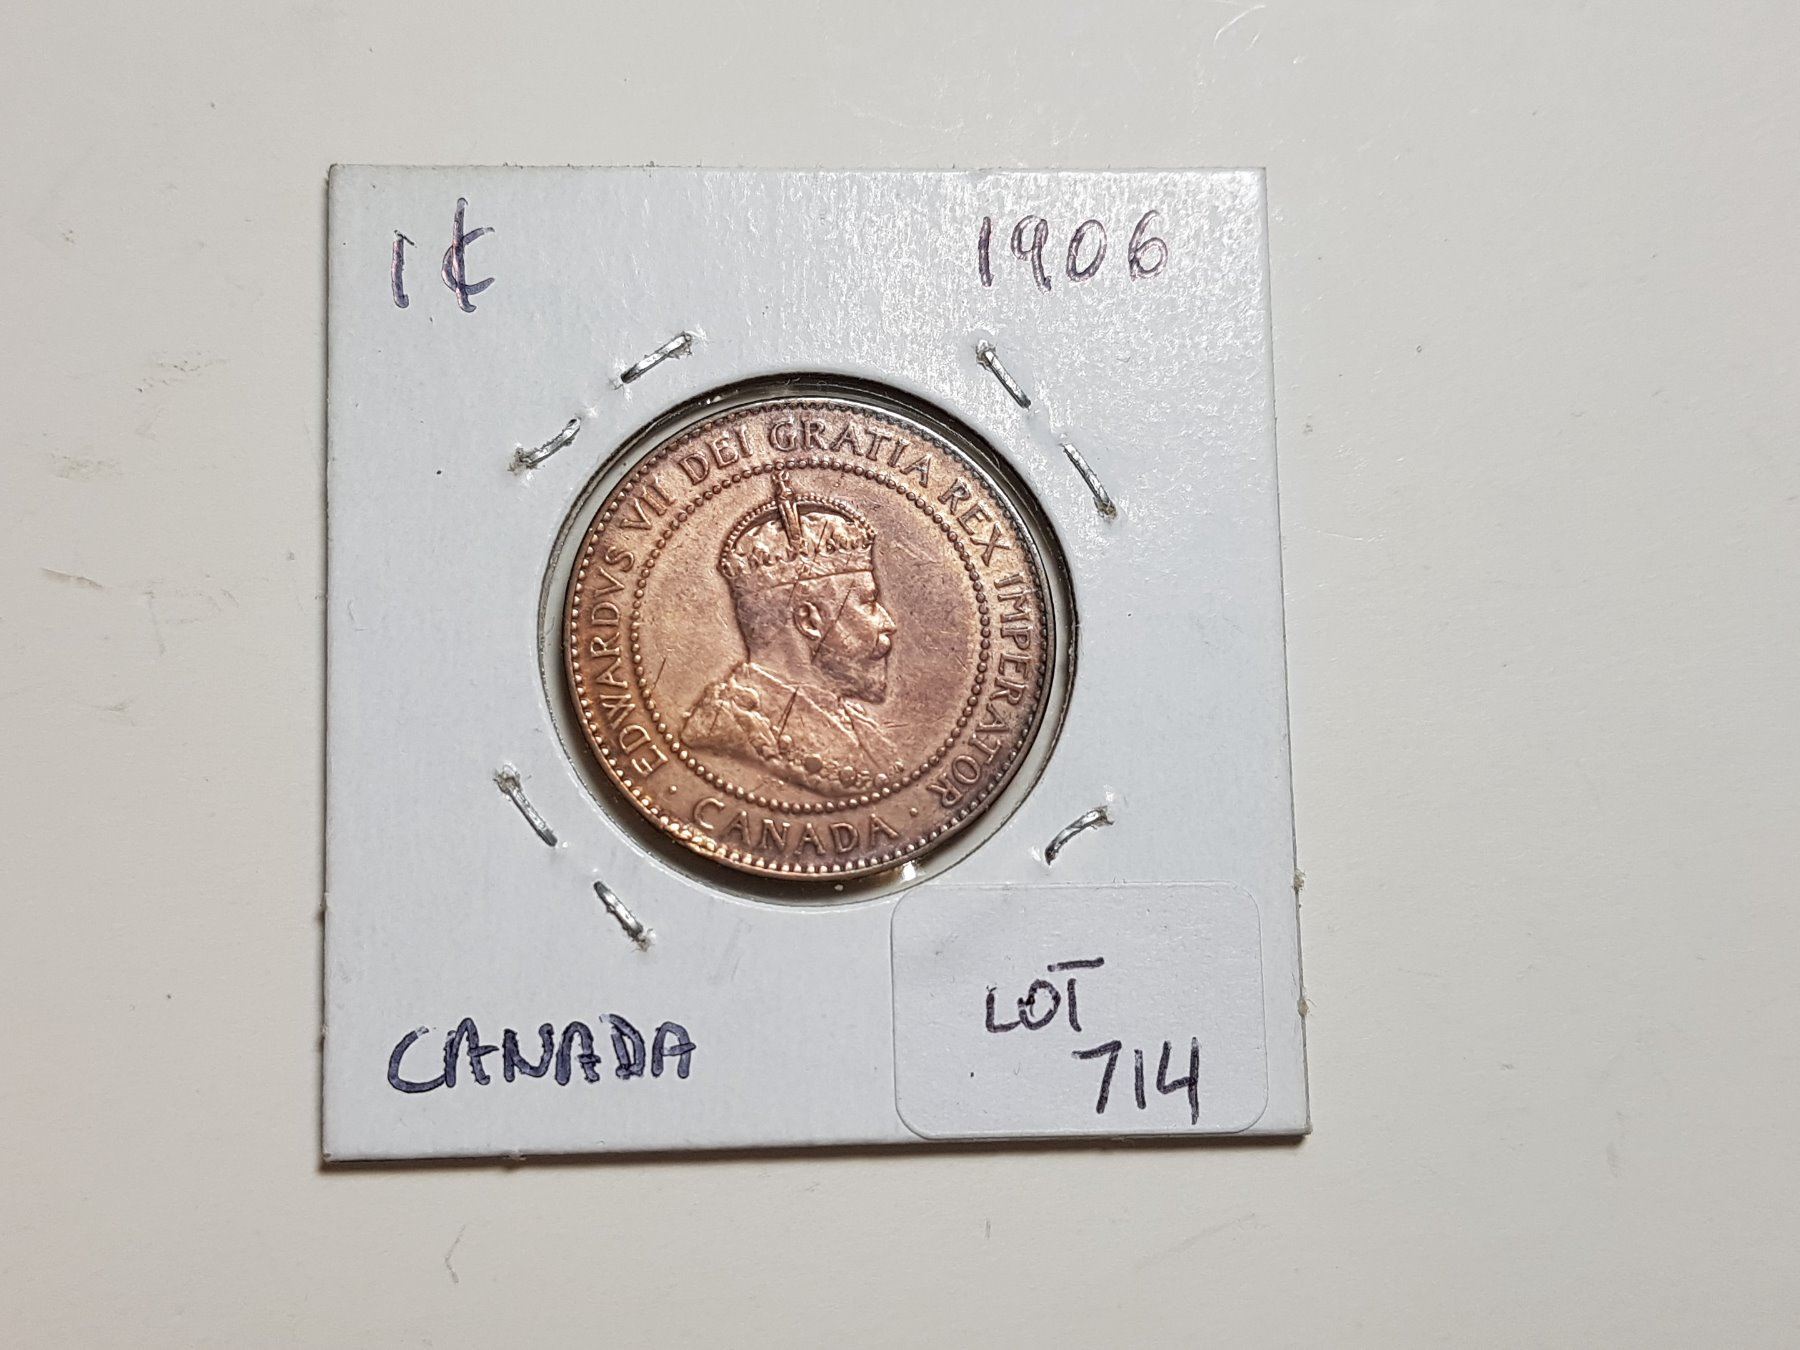 1¢ 1906
EDWARDVS VII DEI GRATIA REX IMPERATOR
· CANADA ·
CANADA
LOT
714